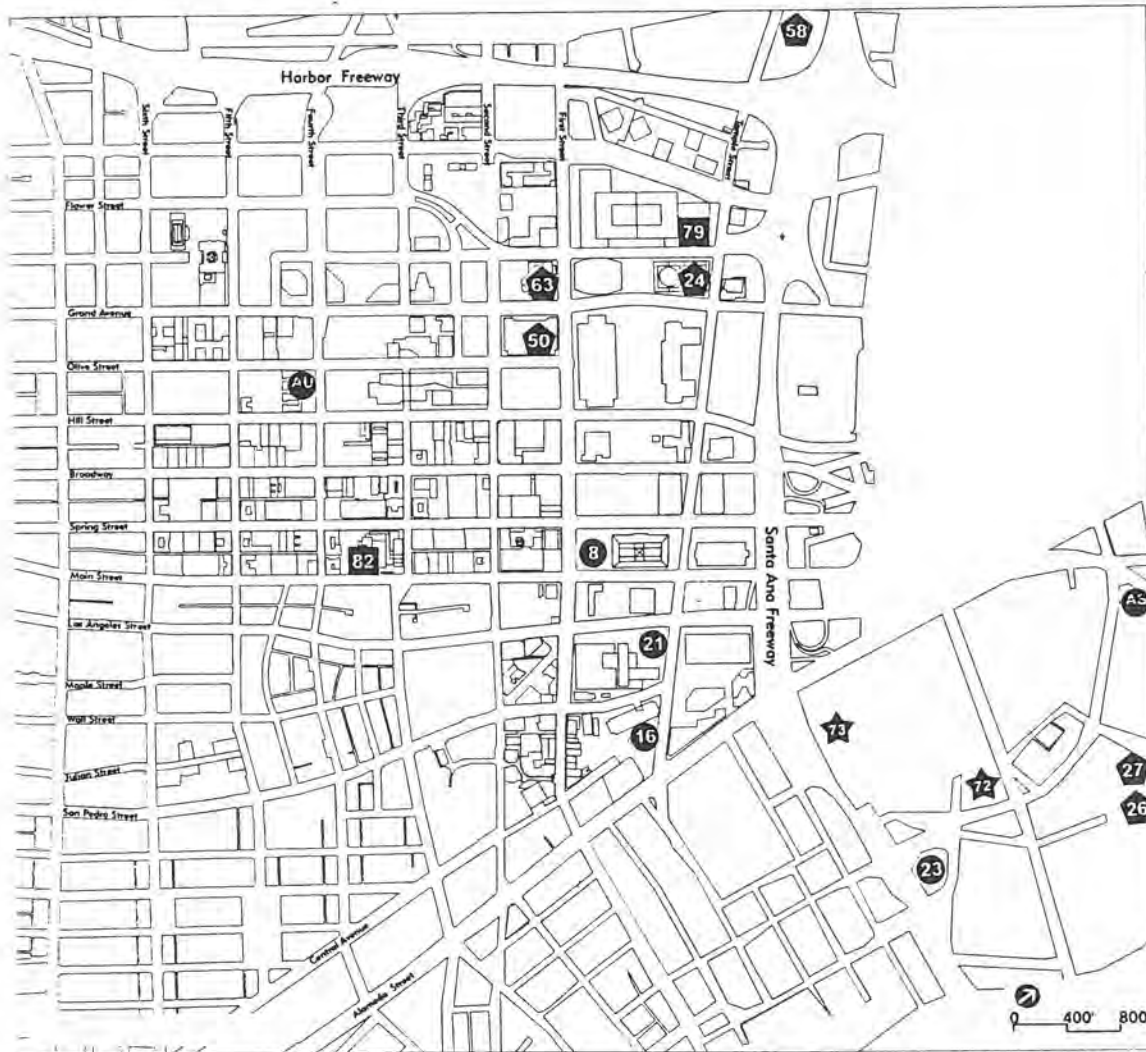 58
Harbor Freeway
Sixth Street
Fifth Street
Fourth Street
Third Street
Second Street
First Street
Temple Street
Flower Street
79
63
24
Grand Avenue
50
Olive Street
AU
Hill Street
Broadway
Spring Street
Santa Ana Freeway
82
8
Main Street
Los Angeles Street
21
Maple Street
Wall Street
16
73
Julian Street
72
27
San Pedro Street
26
23
Central Avenue
Alameda Street
0 400' 800